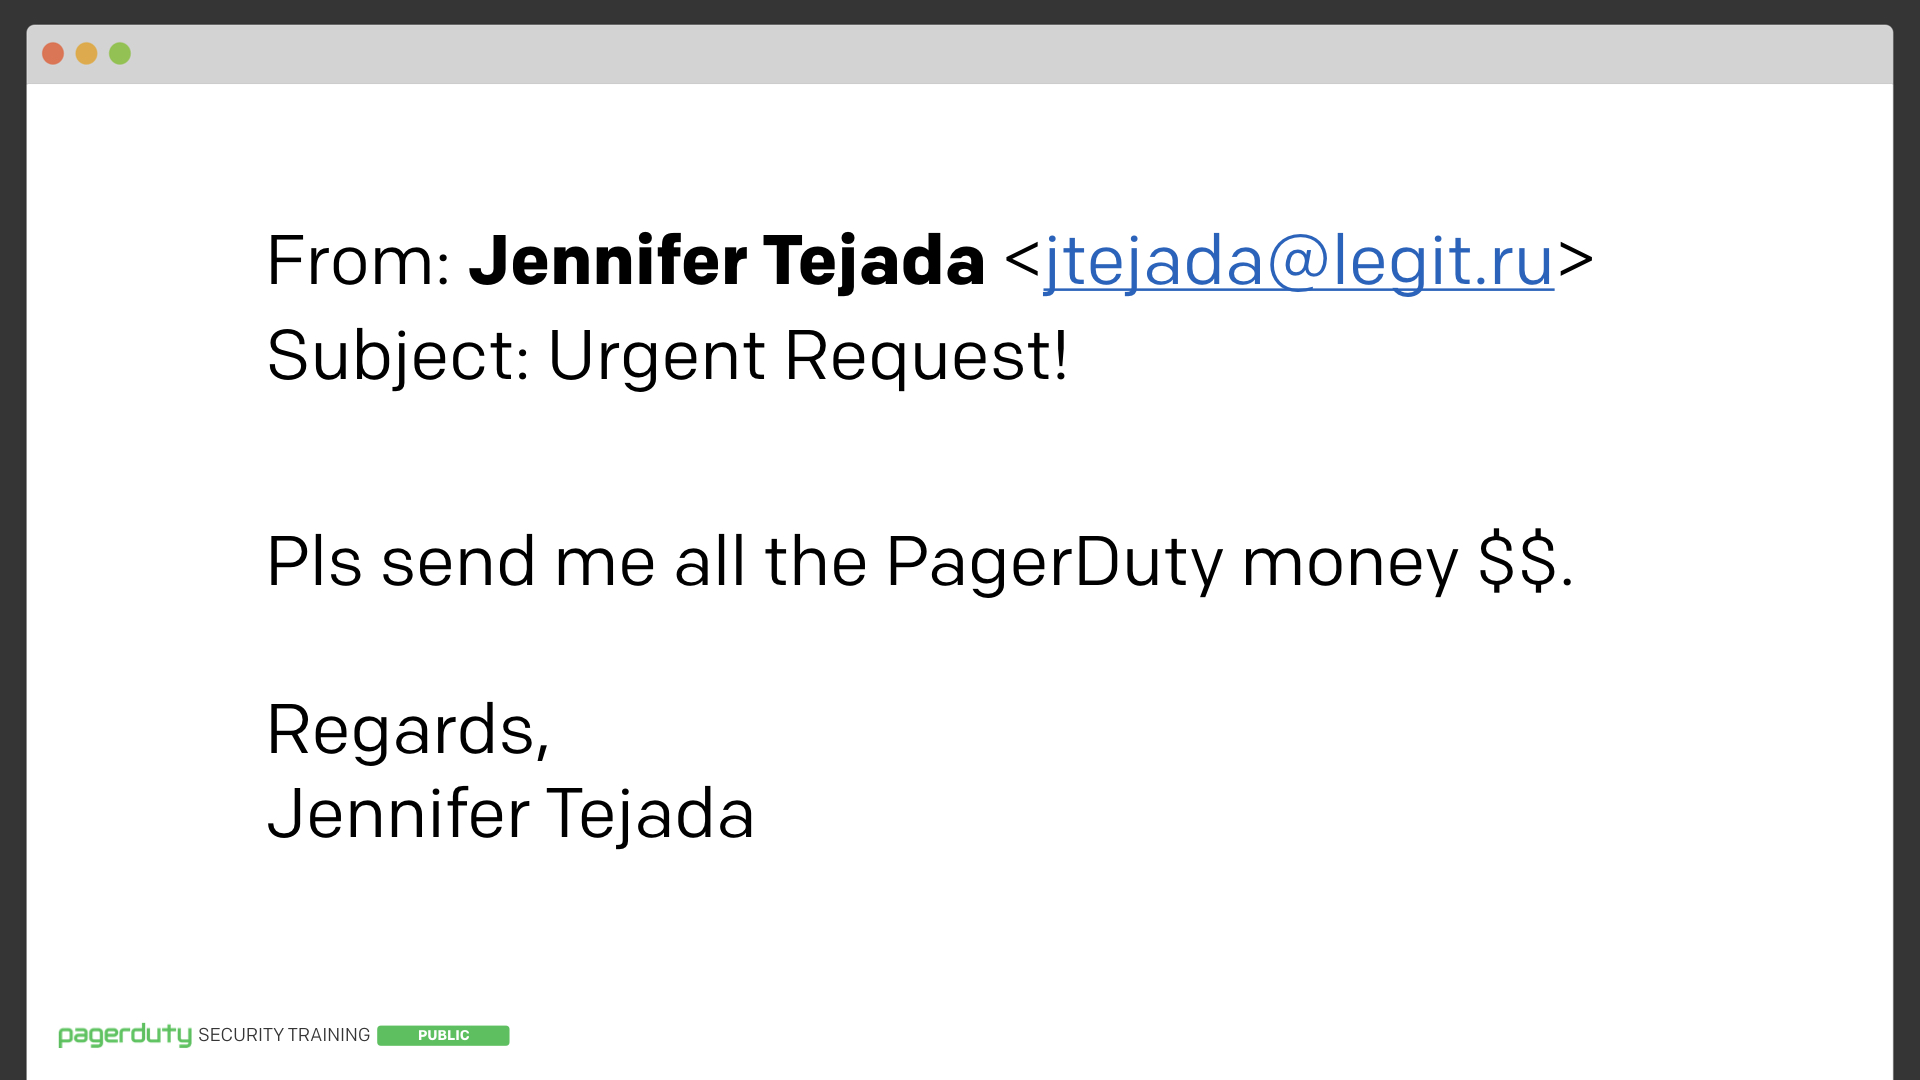 From: Jennifer Tejada <jtejada@legit.ru>
Subject: Urgent Request!
Pls send me all the PagerDuty money $$.
Regards,
Jennifer Tejada
pagerduty SECURITY TRAINING PUBLIC